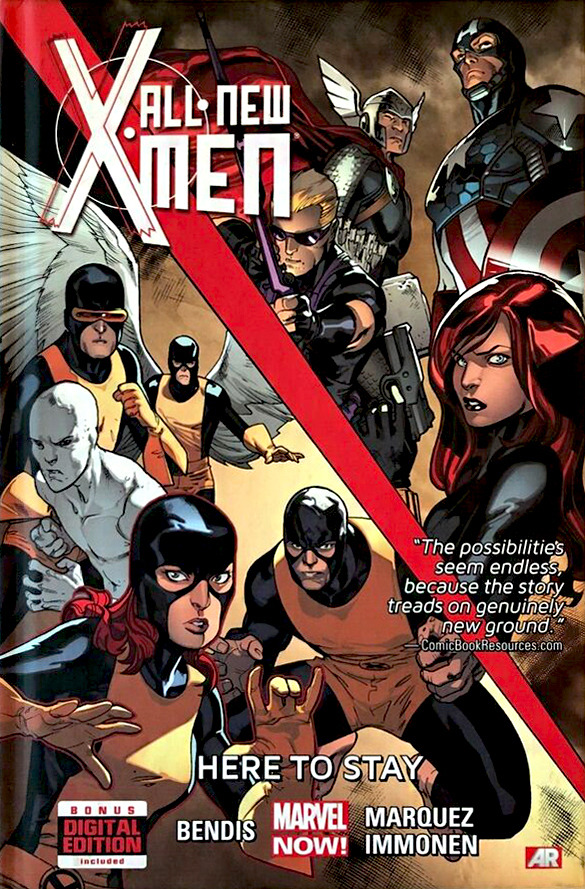 X·MEN
ALL·NEW
"The possibilities
seem endless,
because the story
treads on genuinely
new ground."
—ComicBookResources.com
HERE TO STAY
BONUS
DIGITAL
EDITION
included
BENDIS
MARVEL
NOW!
MARQUEZ
IMMONEN
AR